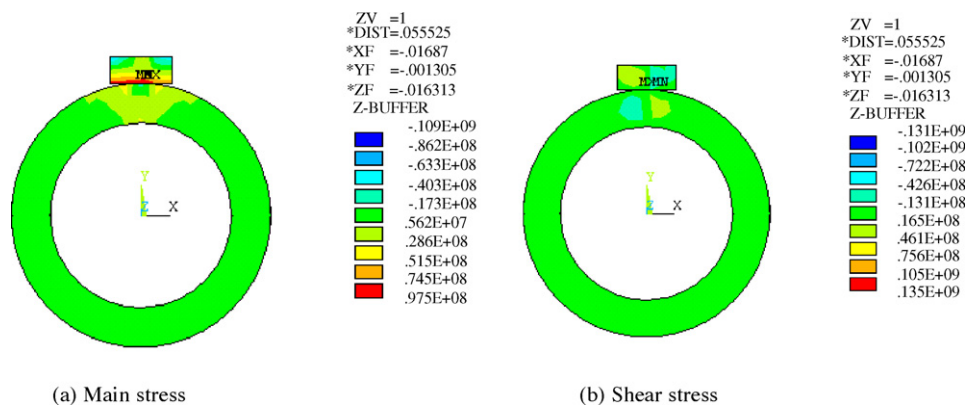 ZV =1
*DIST=.055525
*XF =-.01687
*YF =-.001305
*ZF =-.016313
Z-BUFFER
-.109E+09
-.862E+08
-.633E+08
-.403E+08
-.173E+08
.562E+07
.286E+08
.515E+08
.745E+08
.975E+08
Y
Z X
(a) Main stress
ZV =1
*DIST=.055525
*XF =-.01687
*YF =-.001305
*ZF =-.016313
Z-BUFFER
-.131E+09
-.102E+09
-.722E+08
-.426E+08
-.131E+08
.165E+08
.461E+08
.756E+08
.105E+09
.135E+09
Y
Z X
(b) Shear stress